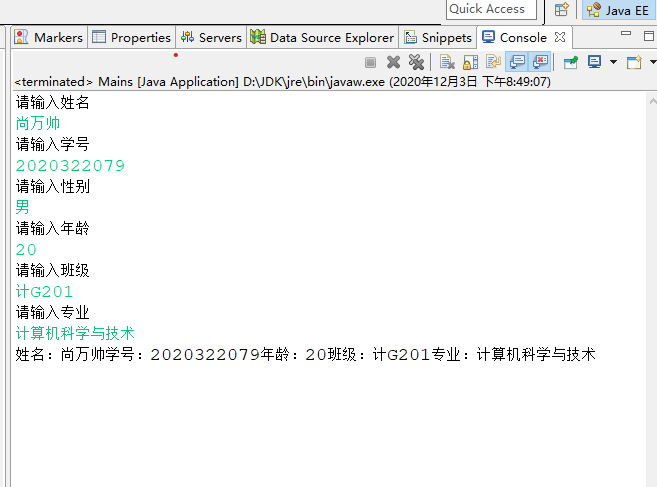 Quick Access
Java EE
Markers Properties Servers Data Source Explorer Snippets Console
<terminated> Mains [Java Application] D:\JDK\jre\bin\javaw.exe (2020年12月3日 下午8:49:07)
请输入姓名
尚万帅
请输入学号
2020322079
请输入性别
男
请输入年龄
20
请输入班级
计G201
请输入专业
计算机科学与技术
姓名：尚万帅学号：2020322079年龄：20班级：计G201专业：计算机科学与技术